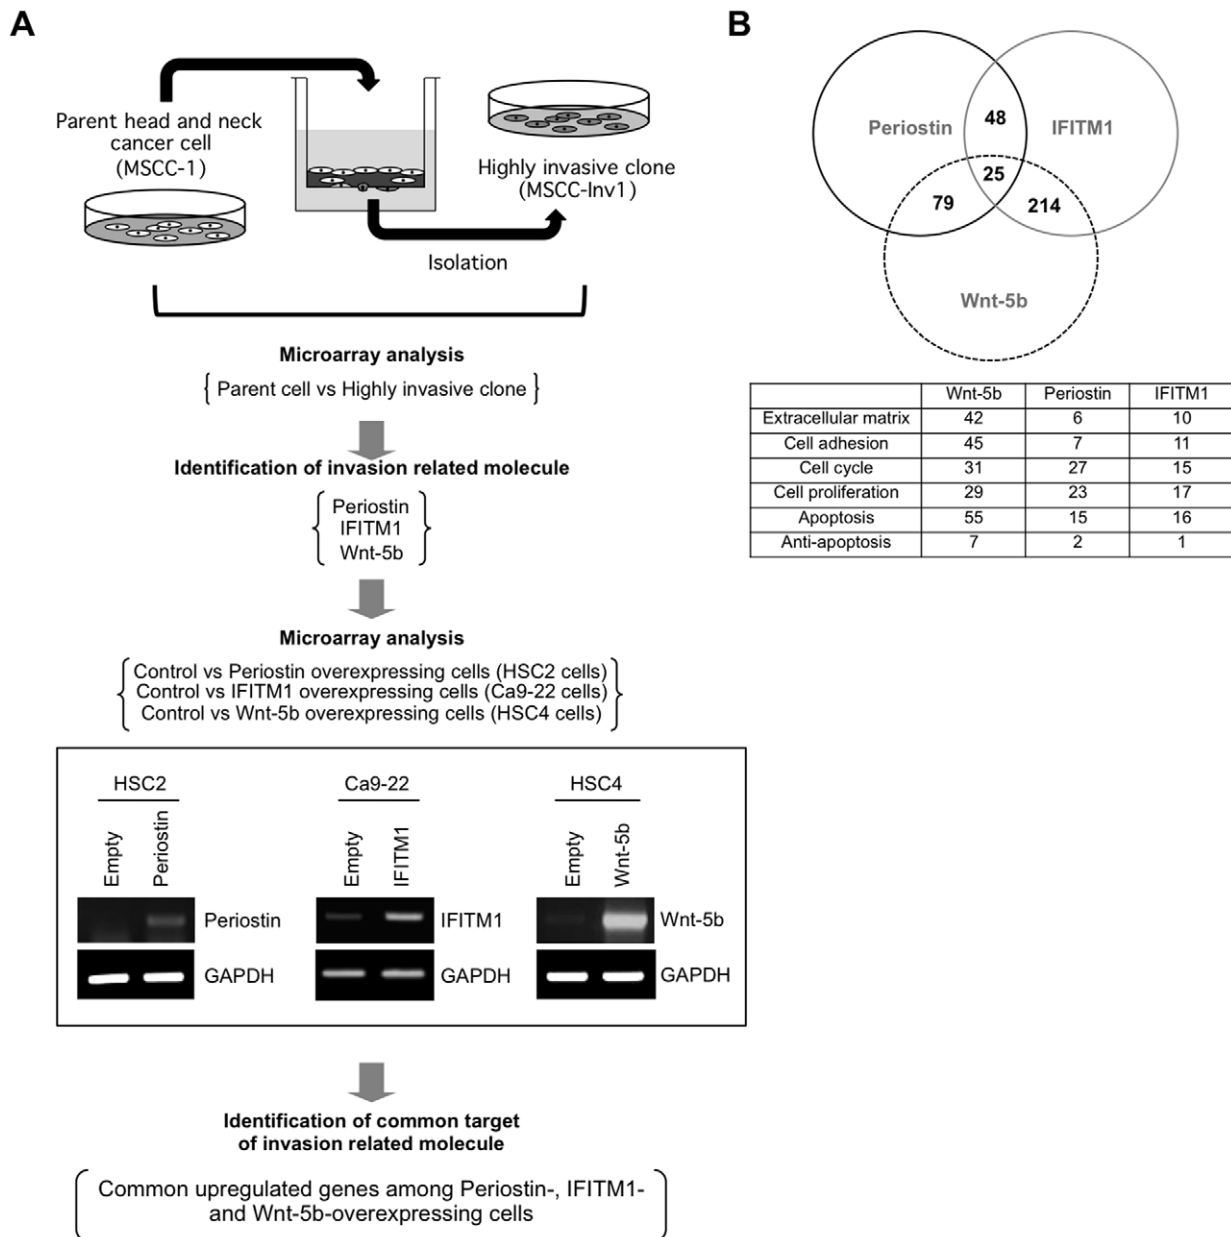 A
Parent head and neck
cancer cell
(MSCC-1)
Highly invasive clone
(MSCC-Inv1)
Isolation
Microarray analysis
Parent cell vs Highly invasive clone
Identification of invasion related molecule
Periostin
IFITM1
Wnt-5b
Microarray analysis
Control vs Periostin overexpressing cells (HSC2 cells)
Control vs IFITM1 overexpressing cells (Ca9-22 cells)
Control vs Wnt-5b overexpressing cells (HSC4 cells)
HSC2
Empty
Periostin
Periostin
GAPDH
Ca9-22
Empty
IFITM1
IFITM1
GAPDH
HSC4
Empty
Wnt-5b
Wnt-5b
GAPDH
Identification of common target
of invasion related molecule
Common upregulated genes among Periostin-, IFITM1-
and Wnt-5b-overexpressing cells
B
Periostin
48
IFITM1
25
79
214
Wnt-5b
Wnt-5b Periostin IFITM1
Extracellular matrix 42 6 10
Cell adhesion 45 7 11
Cell cycle 31 27 15
Cell proliferation 29 23 17
Apoptosis 55 15 16
Anti-apoptosis 7 2 1